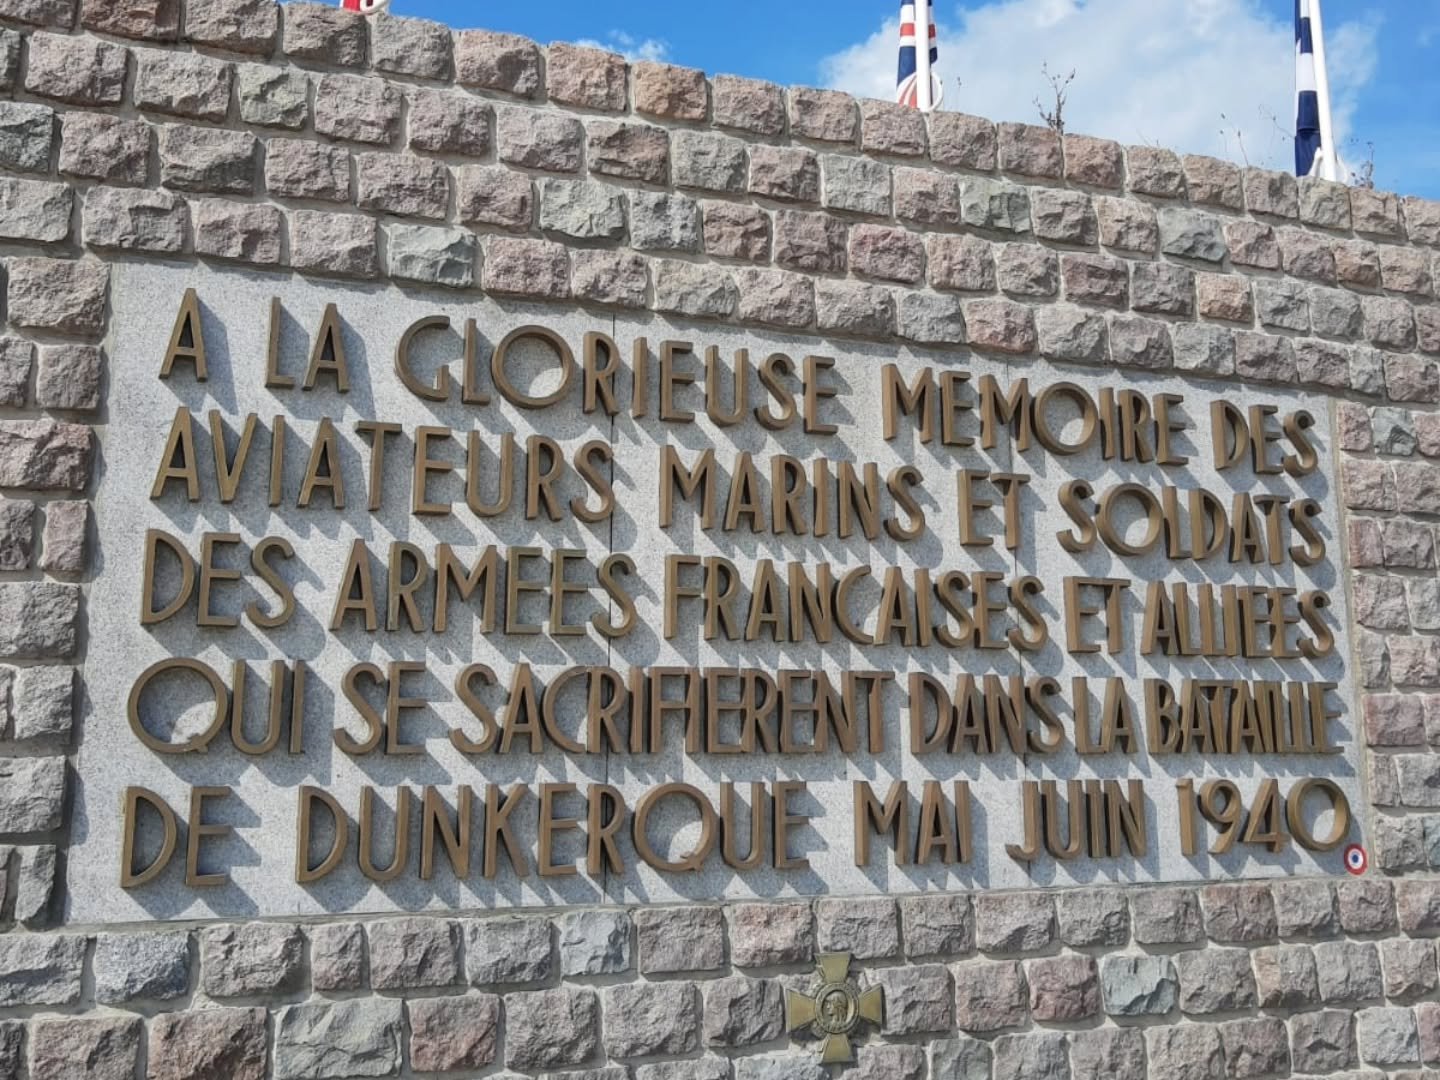 A LA GLORIEUSE MEMOIRE DES
AVIATEURS MARINS ET SOLDATS
DES ARMEES FRANCAISES ET ALLIEES
QUI SE SACRIFIERENT DANS LA BATAILLE
DE DUNKERQUE MAI JUIN 1940